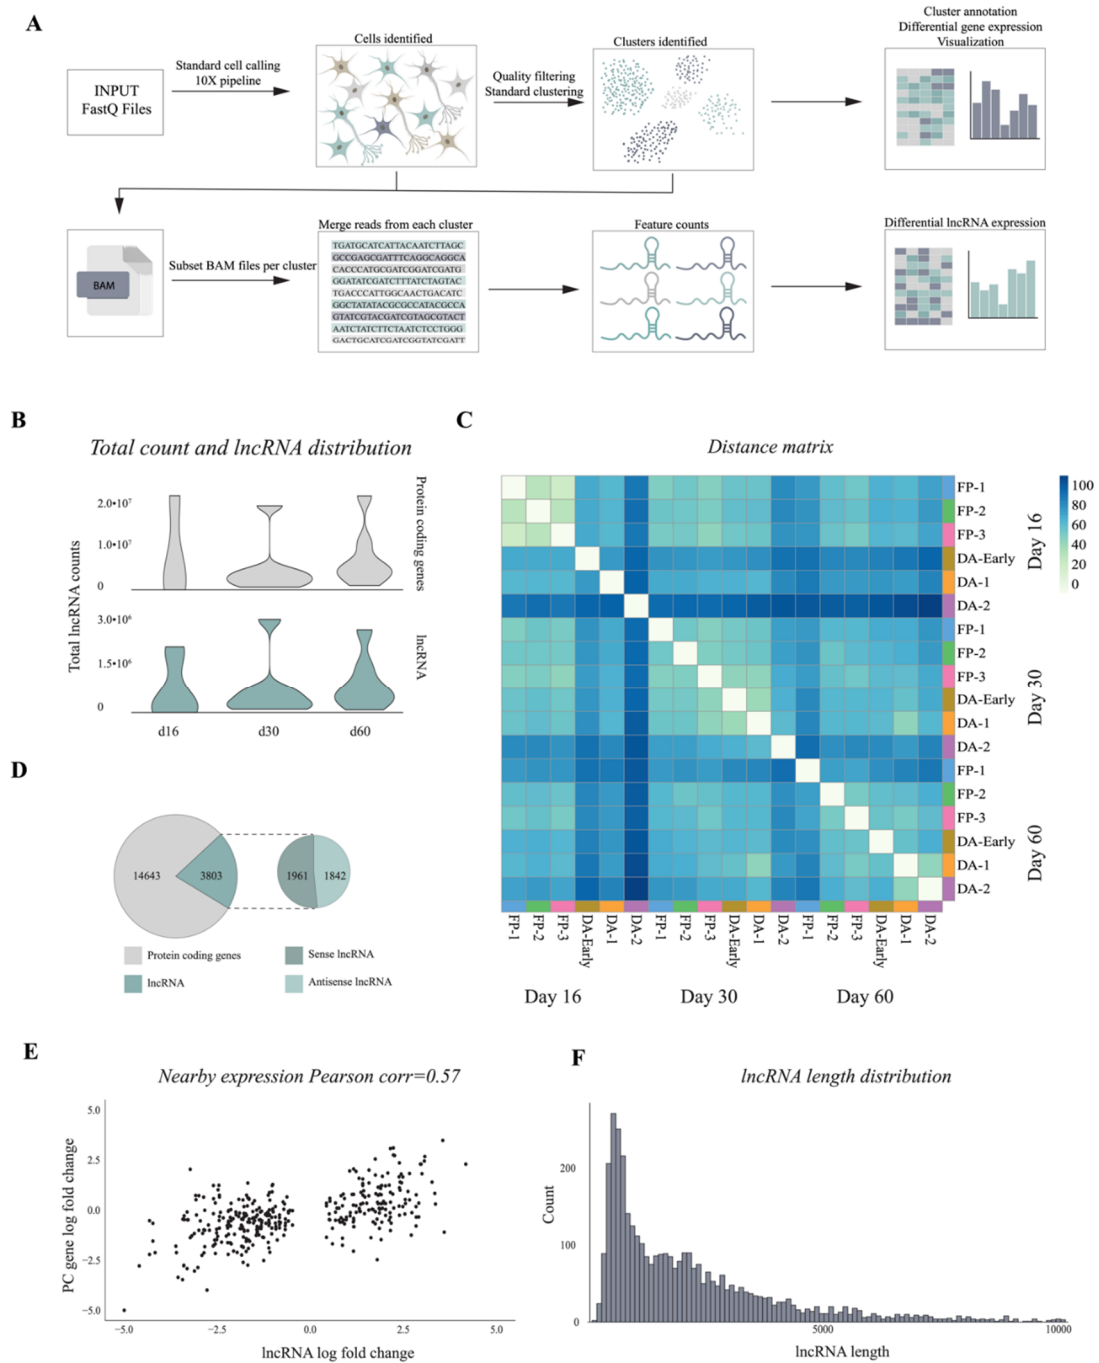 A
INPUT
FastQ Files
Standard cell calling
10X pipeline
Cells identified
Quality filtering
Standard clustering
Clusters identified
Cluster annotation
Differential gene expression
Visualization
BAM
Subset BAM files per cluster
Merge reads from each cluster
TGATGCATCATTACAATCTTAGC
GCCGAGCGATTTCAGGCAGGCA
CACCCATGCGATCGGATCGATG
GGATATCGATCTTTATCTAGTAC
TGACCCATTGGCAACTGACATC
GGCTATATACGCGCCATACGCCA
GTATCGTACGATCGTAGCGTACT
AATCTATCTTCTAATCTCCTGGG
GACTGCATCGATCGGTATCGATT
Feature counts
Differential lncRNA expression
B
Total count and lncRNA distribution
Total lncRNA counts
2.0•10⁷
1.0•10⁷
0
Protein coding genes
3.0•10⁶
1.5•10⁶
0
lncRNA
d16 d30 d60
C
Distance matrix
FP-1
FP-2
FP-3
DA-Early
DA-1
DA-2
Day 16
FP-1
FP-2
FP-3
DA-Early
DA-1
DA-2
Day 30
FP-1
FP-2
FP-3
DA-Early
DA-1
DA-2
Day 60
100
80
60
40
20
0
FP-1 FP-2 FP-3 DA-Early DA-1 DA-2 FP-1 FP-2 FP-3 DA-Early DA-1 DA-2 FP-1 FP-2 FP-3 DA-Early DA-1 DA-2
Day 16 Day 30 Day 60
D
14643 3803 1961 1842
Protein coding genes
lncRNA
Sense lncRNA
Antisense lncRNA
E
Nearby expression Pearson corr=0.57
PC gene log fold change
5.0
2.5
0.0
−2.5
−5.0
−5.0 −2.5 0.0 2.5 5.0
lncRNA log fold change
F
lncRNA length distribution
Count
200
100
0
5000 10000
lncRNA length